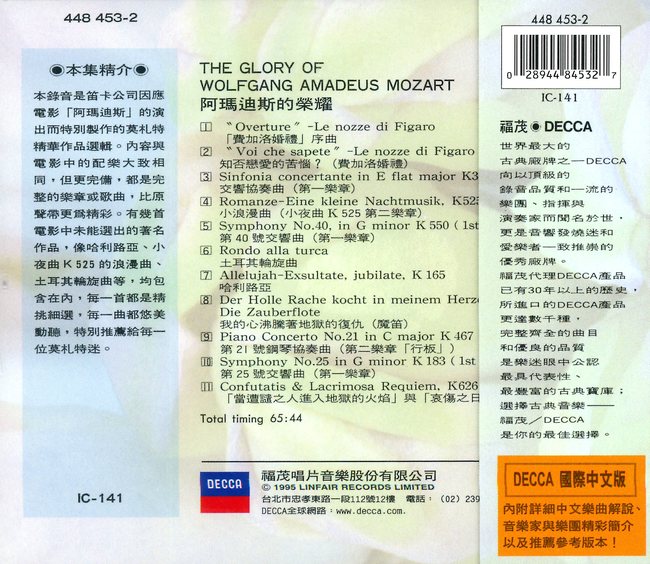 448 453-2
◉本集精介◉
本錄音是笛卡公司因應
電影「阿瑪迪斯」的演
出而特別製作的莫札特
精華作品選輯。內容與
電影中的配樂大致相
同，但更完備，都是完
整的樂章或歌曲，比原
聲帶更爲精彩。有幾首
電影中未能選出的著名
作品，像哈利路亞、小
夜曲K 525的浪漫曲、
土耳其輪旋曲等，均包
含在內，每一首都是精
挑細選，每一曲都悠美
動聽，特別推薦給每一
位莫札特迷。
IC-141
THE GLORY OF
WOLFGANG AMADEUS MOZART
阿瑪迪斯的榮耀
1 "Overture" -Le nozze di Figaro
「費加洛婚禮」序曲
2 "Voi che sapete" -Le nozze di Figaro
知否戀愛的苦惱？（費加洛婚禮）
3 Sinfonia concertante in E flat major K3
交響協奏曲（第一樂章）
4 Romanze-Eine kleine Nachtmusik, K525
小浪漫曲（小夜曲K 525 第二樂章）
5 Symphony No.40, in G minor K 550 (1st
第 40 號交響曲（第一樂章）
6 Rondo alla turca
土耳其輪旋曲
7 Allelujah-Exsultate, jubilate, K 165
哈利路亞
8 Der Holle Rache kocht in meinem Herze
Die Zauberflote
我的心沸騰著地獄的復仇（魔笛）
9 Piano Concerto No.21 in C major K 467
第 21 號鋼琴協奏曲（第二樂章「行板」）
10 Symphony No.25 in G minor K 183 (1st
第 25 號交響曲（第一樂章）
11 Confutatis & Lacrimosa Requiem, K626
「當遭譴之人進入地獄的火焰」與「哀傷之日
Total timing 65:44
DECCA
福茂唱片音樂股份有限公司
© 1995 LINFAIR RECORDS LIMITED
台北市忠孝東路一段112號12樓 電話：(02) 239
DECCA全球網路：www.decca.com.
448 453-2
0 28944 84532 7
IC-141
福茂◉DECCA
世界最大的
古典廠牌之一DECCA
向以頂級的
錄音品質和一流的
樂團、指揮與
演奏家而聞名於世，
更是音響發燒迷和
愛樂者一致推崇的
優秀廠牌。
福茂代理DECCA產品
已有30年以上的歷史，
所進口的DECCA產品
更達數千種，
完整齊全的曲目
和優良的品質
是樂迷眼中公認
最具代表性、
最豐富的古典寶庫；
選擇古典音樂——
福茂／DECCA
是你的最佳選擇。
DECCA 國際中文版
內附詳細中文樂曲解說、
音樂家與樂團精彩簡介
以及推薦參考版本！